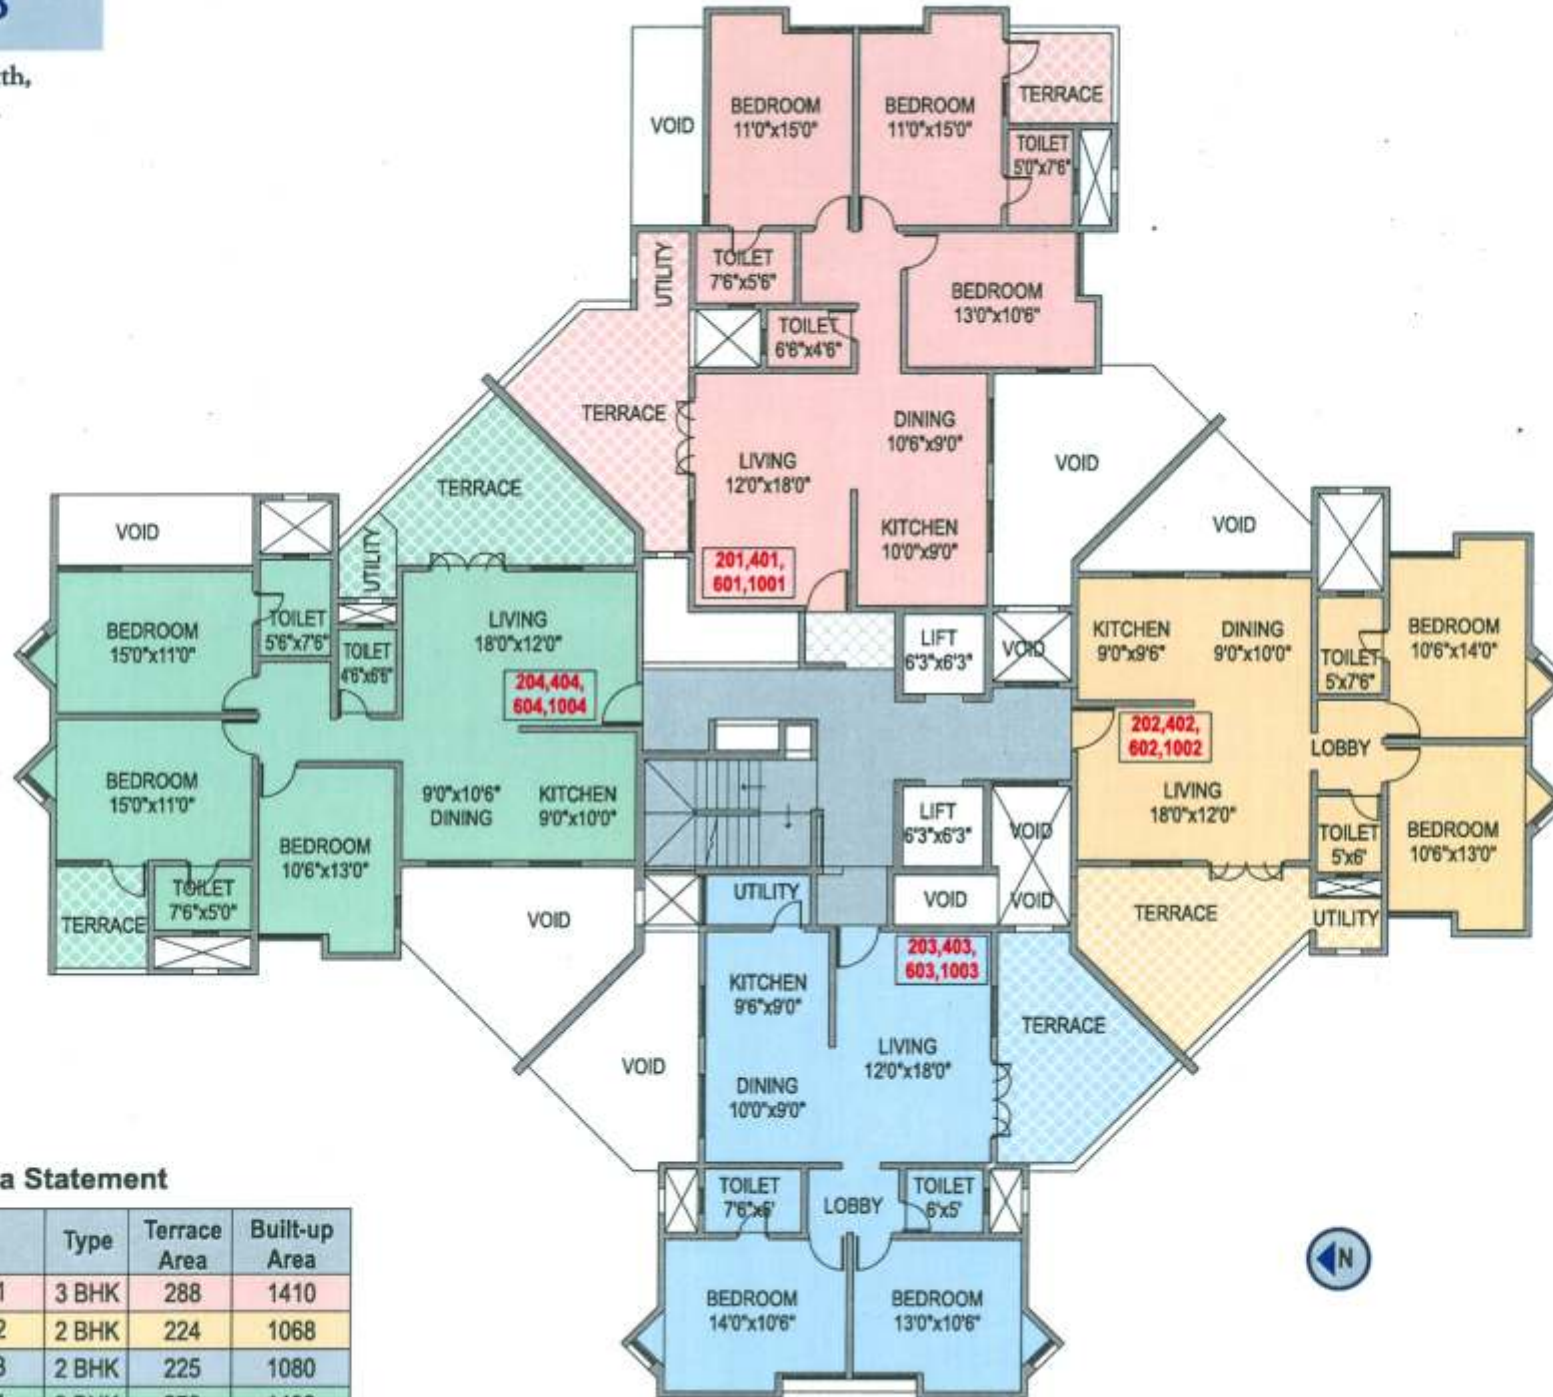 th,
BEDROOM
11'0"x15'0"
BEDROOM
11'0"x15'0"
TERRACE
VOID
TOILET
5'0"x7'6"
UTILITY
TOILET
7'6"x5'6"
BEDROOM
13'0"x10'6"
TOILET
6'6"x4'6"
TERRACE
DINING
10'6"x9'0"
LIVING
12'0"x18'0"
VOID
KITCHEN
10'0"x9'0"
201,401,
601,1001
TERRACE
VOID
UTILITY
VOID
BEDROOM
15'0"x11'0"
TOILET
5'6"x7'6"
TOILET
4'6"x6'6"
LIVING
18'0"x12'0"
204,404,
604,1004
BEDROOM
15'0"x11'0"
9'0"x10'6"
DINING
KITCHEN
9'0"x10'0"
BEDROOM
10'6"x13'0"
TOILET
7'6"x5'0"
TERRACE
VOID
LIFT
6'3"x6'3"
VOID
LIFT
6'3"x6'3"
VOID
VOID
VOID
KITCHEN
9'0"x9'6"
DINING
9'0"x10'0"
TOILET
5'x7'6"
BEDROOM
10'6"x14'0"
202,402,
602,1002
LOBBY
LIVING
18'0"x12'0"
TOILET
5'x6'
BEDROOM
10'6"x13'0"
TERRACE
UTILITY
UTILITY
203,403,
603,1003
KITCHEN
9'6"x9'0"
LIVING
12'0"x18'0"
TERRACE
VOID
DINING
10'0"x9'0"
TOILET
7'6"x5'
LOBBY
TOILET
6'x5'
BEDROOM
14'0"x10'6"
BEDROOM
13'0"x10'6"
N
a Statement
Type Terrace Area Built-up Area
1 3 BHK 288 1410
2 2 BHK 224 1068
3 2 BHK 225 1080